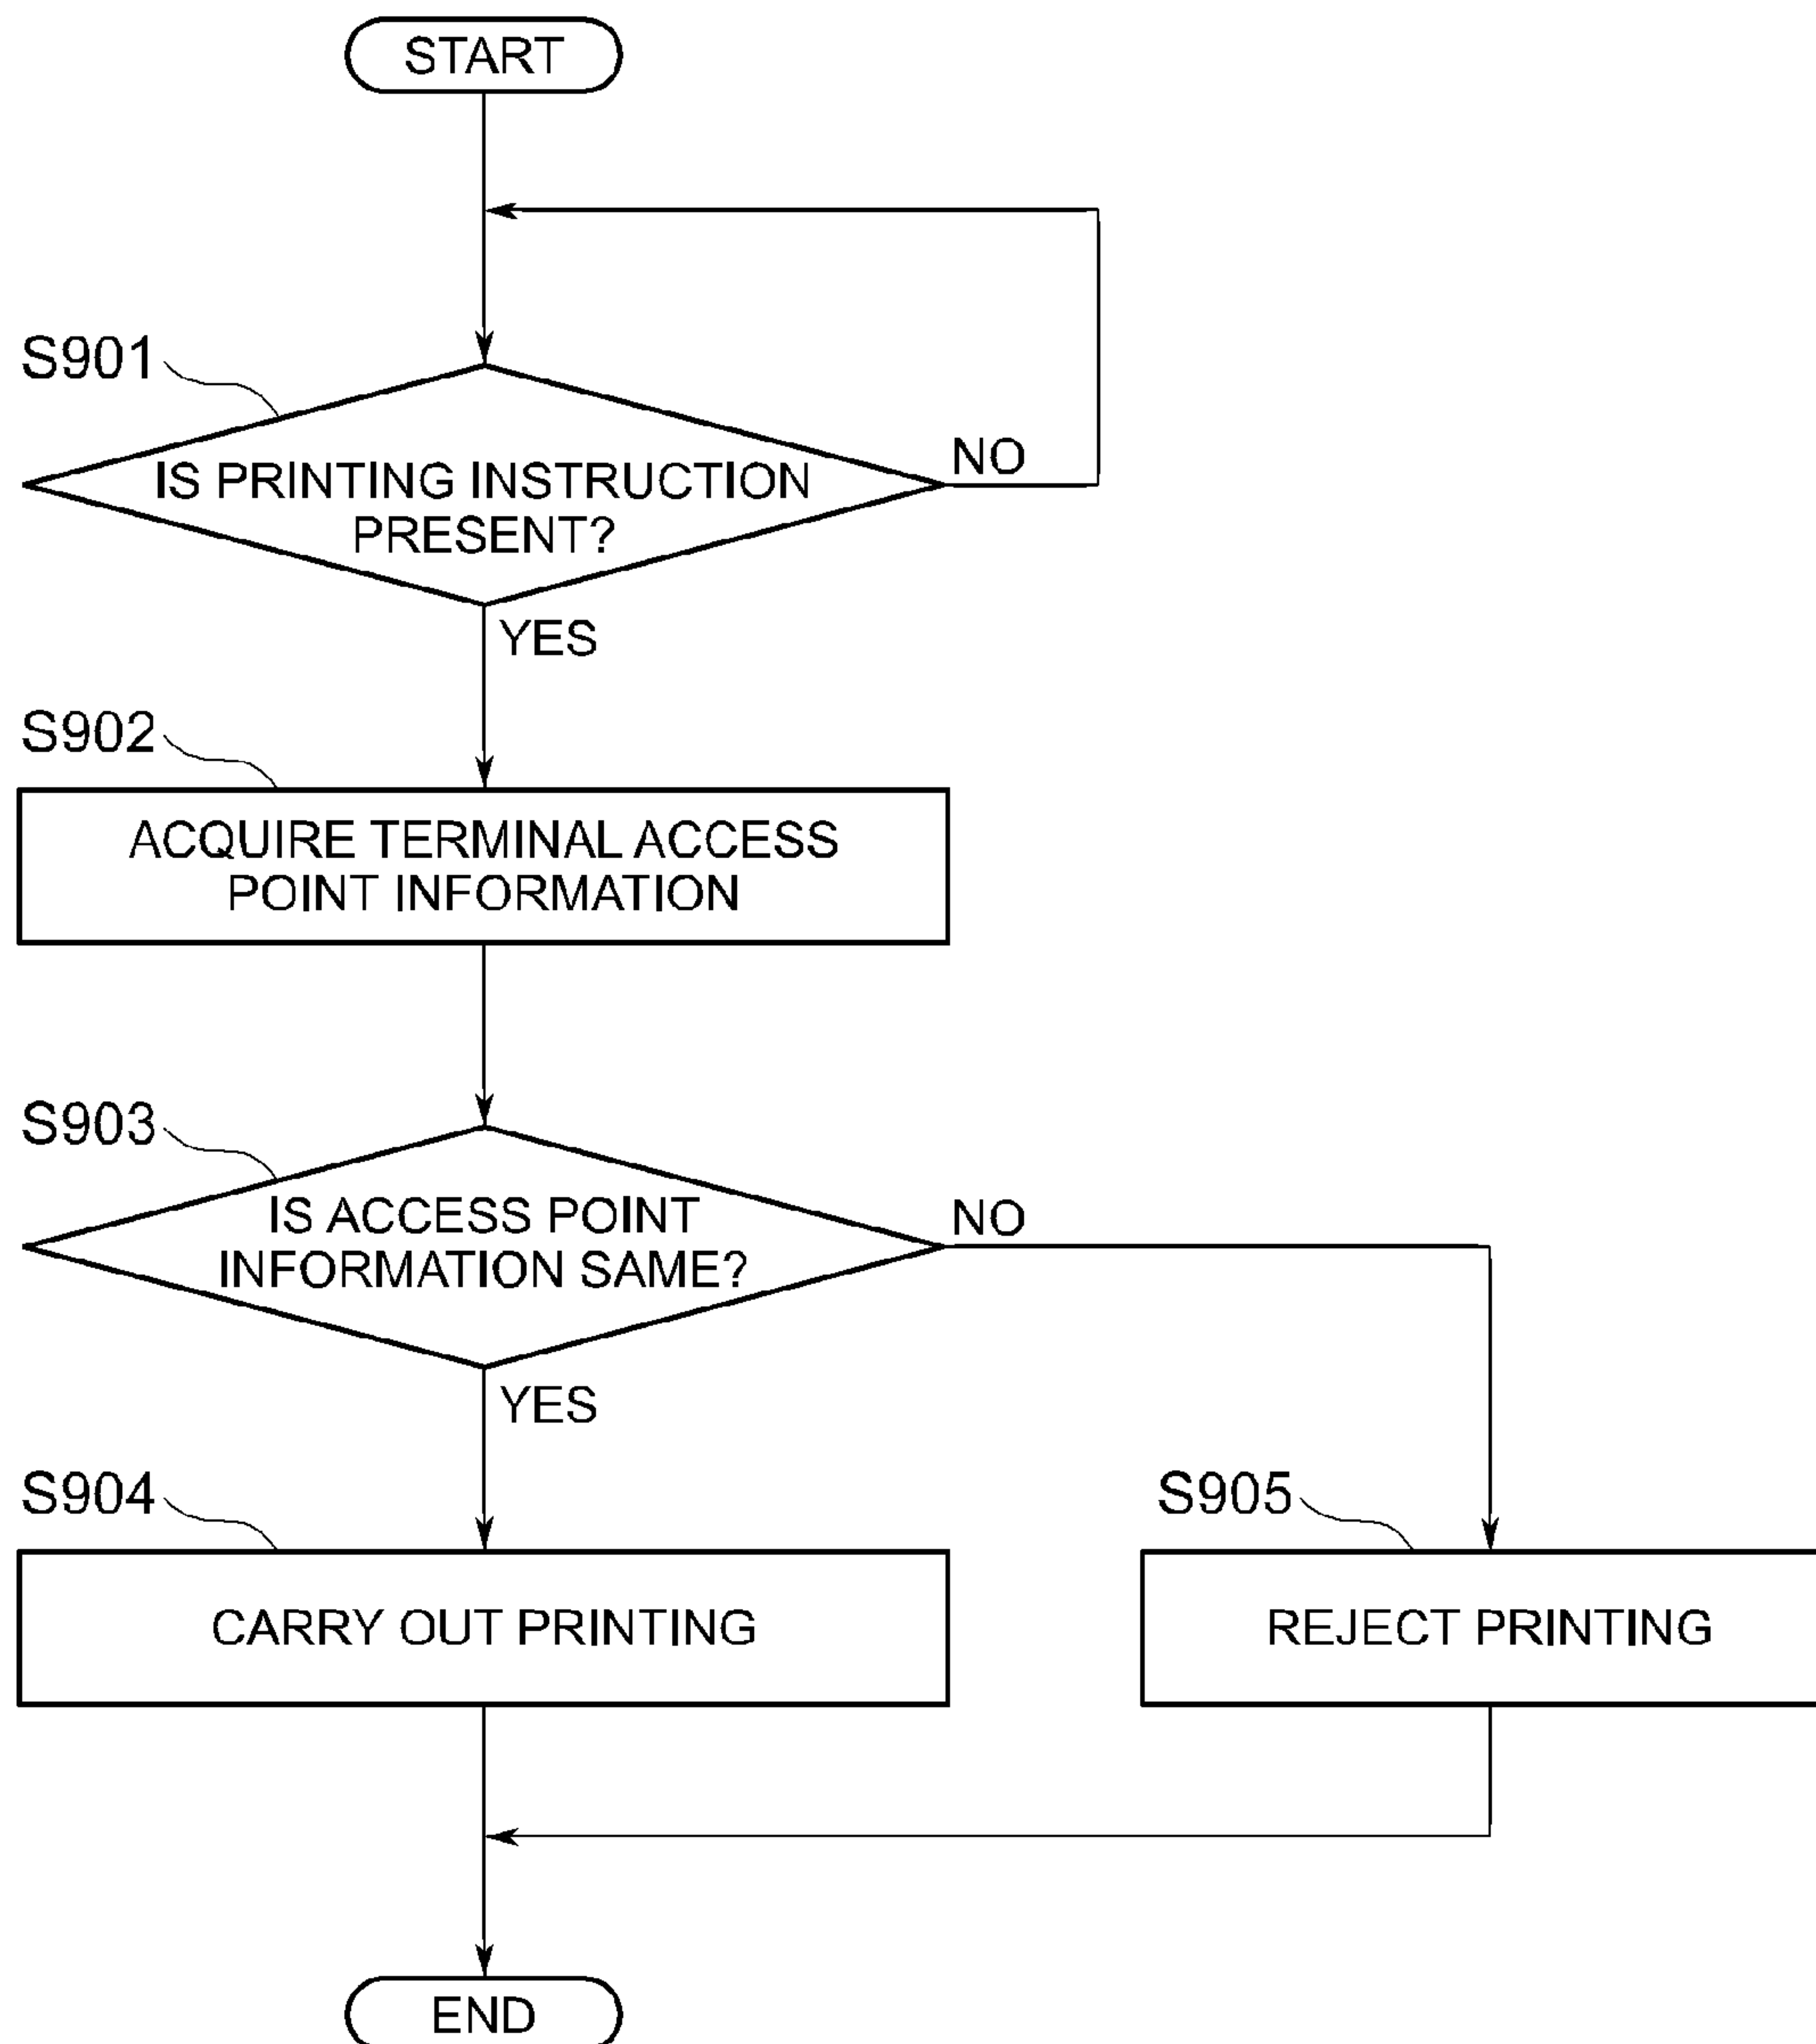 START
S901
IS PRINTING INSTRUCTION
PRESENT?
NO
YES
S902
ACQUIRE TERMINAL ACCESS
POINT INFORMATION
S903
IS ACCESS POINT
INFORMATION SAME?
NO
YES
S904
CARRY OUT PRINTING
S905
REJECT PRINTING
END